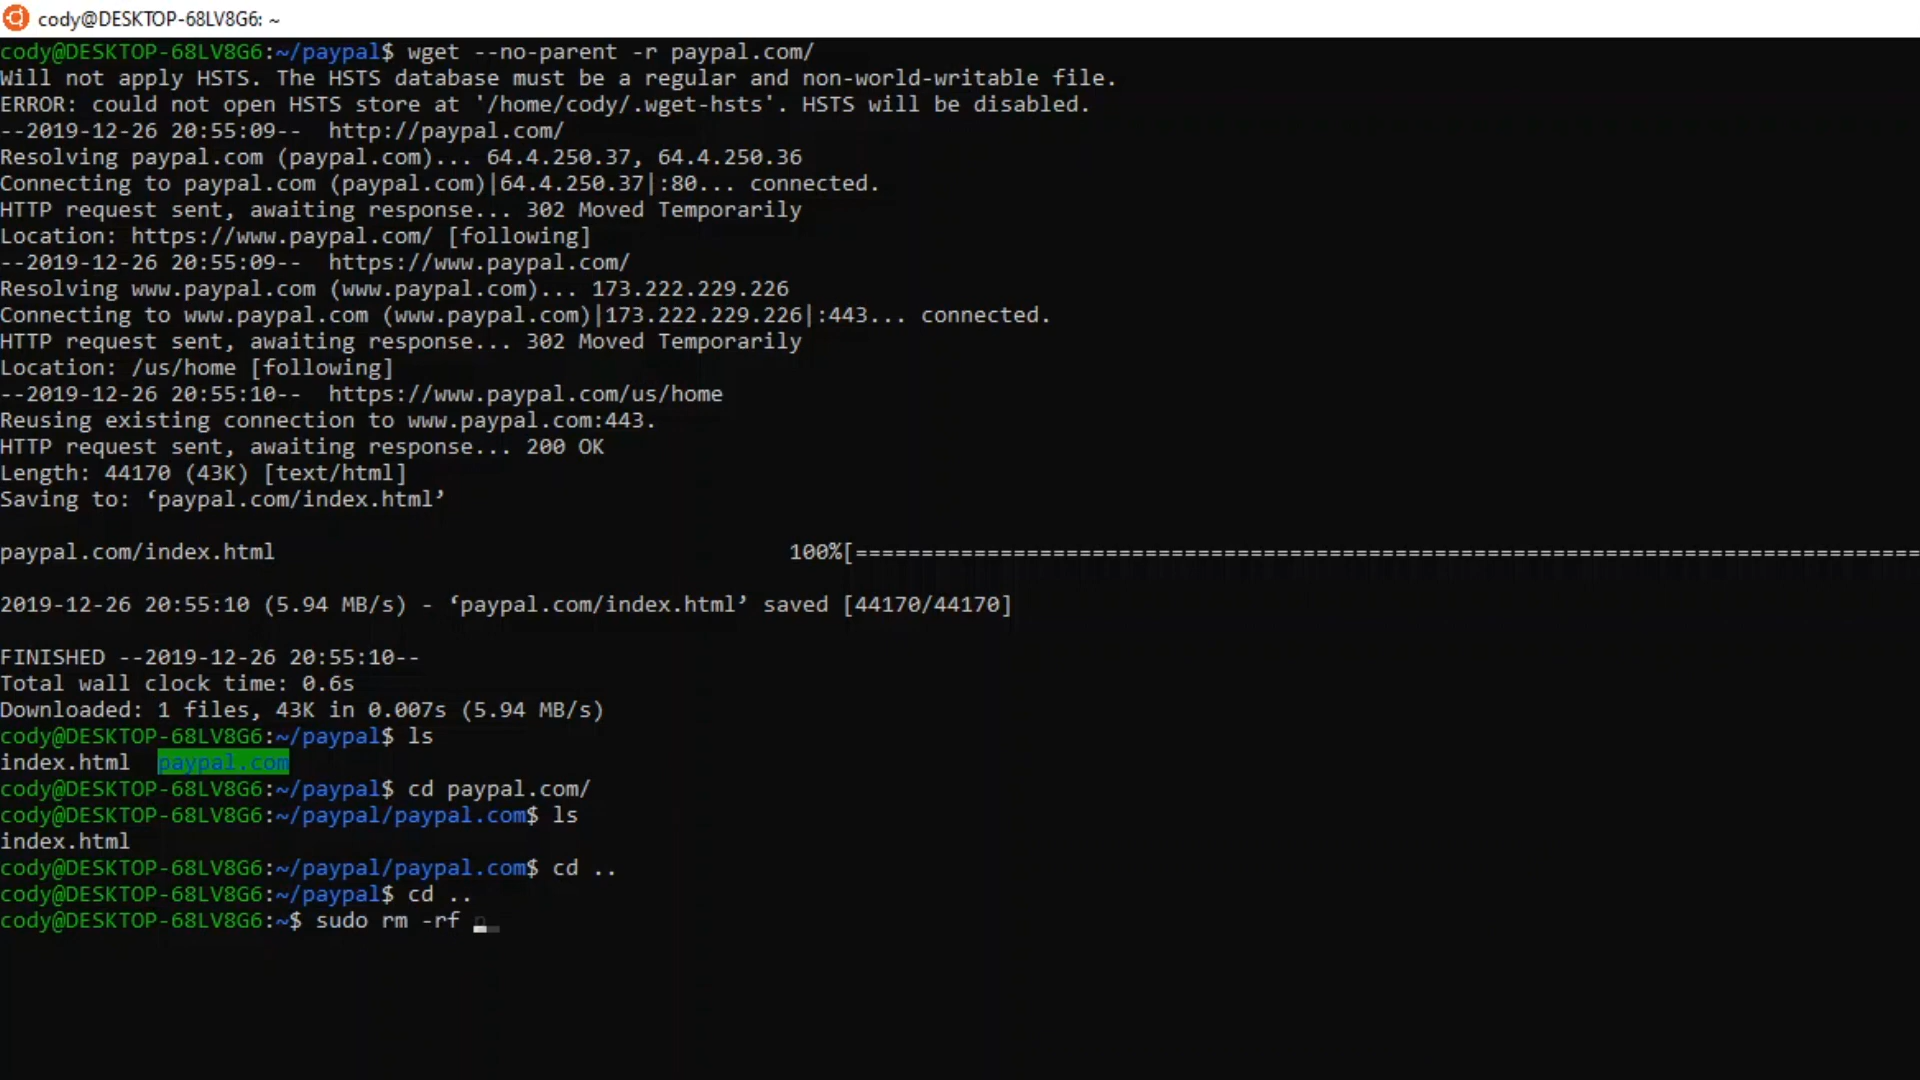 cody@DESKTOP-68LV8G6: ~
cody@DESKTOP-68LV8G6:~/paypal$ wget --no-parent -r paypal.com/
Will not apply HSTS. The HSTS database must be a regular and non-world-writable file.
ERROR: could not open HSTS store at '/home/cody/.wget-hsts'. HSTS will be disabled.
--2019-12-26 20:55:09--  http://paypal.com/
Resolving paypal.com (paypal.com)... 64.4.250.37, 64.4.250.36
Connecting to paypal.com (paypal.com)|64.4.250.37|:80... connected.
HTTP request sent, awaiting response... 302 Moved Temporarily
Location: https://www.paypal.com/ [following]
--2019-12-26 20:55:09--  https://www.paypal.com/
Resolving www.paypal.com (www.paypal.com)... 173.222.229.226
Connecting to www.paypal.com (www.paypal.com)|173.222.229.226|:443... connected.
HTTP request sent, awaiting response... 302 Moved Temporarily
Location: /us/home [following]
--2019-12-26 20:55:10--  https://www.paypal.com/us/home
Reusing existing connection to www.paypal.com:443.
HTTP request sent, awaiting response... 200 OK
Length: 44170 (43K) [text/html]
Saving to: ‘paypal.com/index.html’
paypal.com/index.html 100%[=================================================================================
2019-12-26 20:55:10 (5.94 MB/s) - ‘paypal.com/index.html’ saved [44170/44170]
FINISHED --2019-12-26 20:55:10--
Total wall clock time: 0.6s
Downloaded: 1 files, 43K in 0.007s (5.94 MB/s)
cody@DESKTOP-68LV8G6:~/paypal$ ls
index.html  paypal.com
cody@DESKTOP-68LV8G6:~/paypal$ cd paypal.com/
cody@DESKTOP-68LV8G6:~/paypal/paypal.com$ ls
index.html
cody@DESKTOP-68LV8G6:~/paypal/paypal.com$ cd ..
cody@DESKTOP-68LV8G6:~/paypal$ cd ..
cody@DESKTOP-68LV8G6:~$ sudo rm -rf